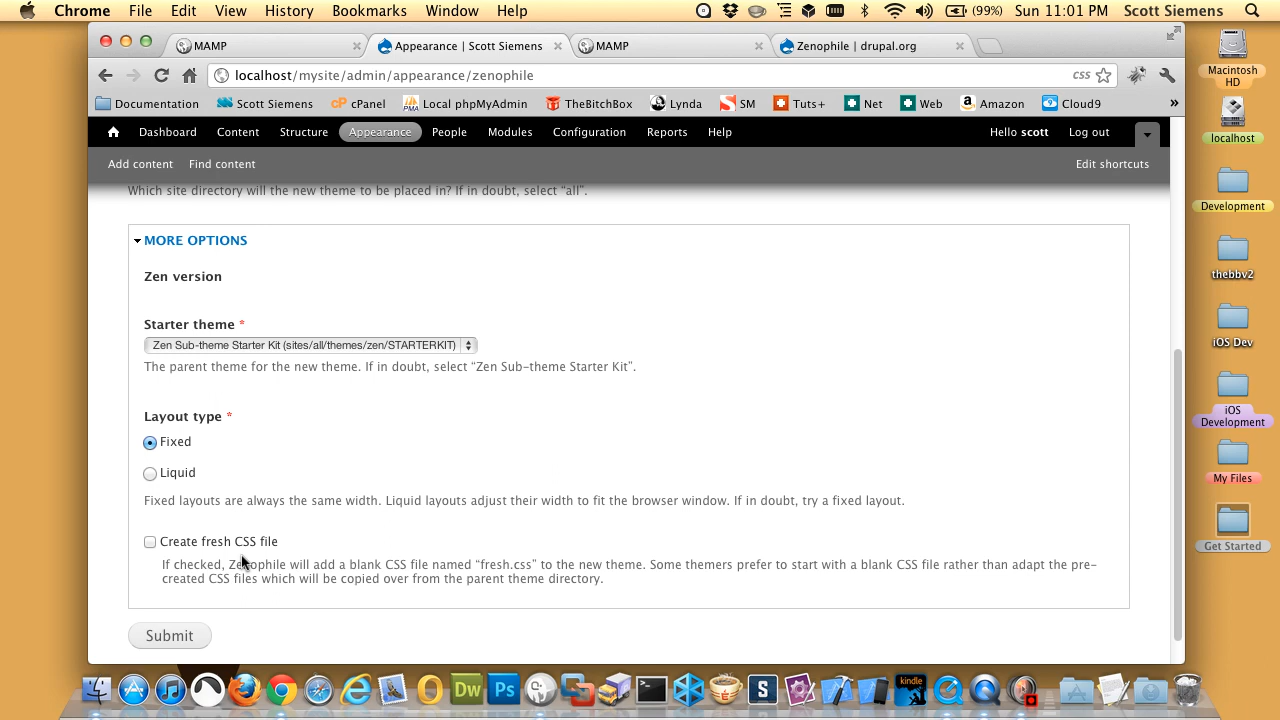 Chrome File Edit View History Bookmarks Window Help (99%) Sun 11:01 PM Scott Siemens
MAMP Appearance | Scott Siemens MAMP Zenophile | drupal.org
localhost/mysite/admin/appearance/zenophile CSS
Documentation Scott Siemens cPanel Local phpMyAdmin TheBitchBox Lynda SM Tuts+ Net Web Amazon Cloud9 »
Dashboard Content Structure Appearance People Modules Configuration Reports Help Hello scott Log out
Add content Find content Edit shortcuts
Which site directory will the new theme to be placed in? If in doubt, select “all”.
MORE OPTIONS
Zen version
Starter theme *
Zen Sub-theme Starter Kit (sites/all/themes/zen/STARTERKIT)
The parent theme for the new theme. If in doubt, select “Zen Sub-theme Starter Kit”.
Layout type *
Fixed
Liquid
Fixed layouts are always the same width. Liquid layouts adjust their width to fit the browser window. If in doubt, try a fixed layout.
Create fresh CSS file
If checked, Zenophile will add a blank CSS file named “fresh.css” to the new theme. Some themers prefer to start with a blank CSS file rather than adapt the pre-
created CSS files which will be copied over from the parent theme directory.
Submit
Macintosh
HD
localhost
Development
thebbv2
iOS Dev
iOS
Development
My Files
Get Started
Dw Ps S kindle